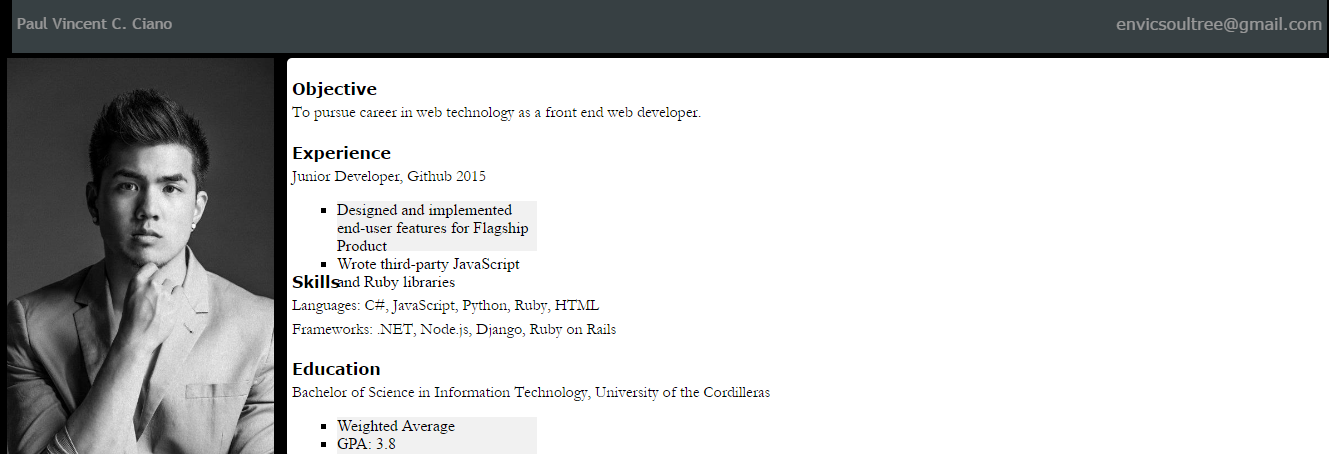 Paul Vincent C. Ciano
envicsoultree@gmail.com
Objective
To pursue career in web technology as a front end web developer.
Experience
Junior Developer, Github 2015
Designed and implemented
end-user features for Flagship
Product
Wrote third-party JavaScript
and Ruby libraries
Skills
Languages: C#, JavaScript, Python, Ruby, HTML
Frameworks: .NET, Node.js, Django, Ruby on Rails
Education
Bachelor of Science in Information Technology, University of the Cordilleras
Weighted Average
GPA: 3.8